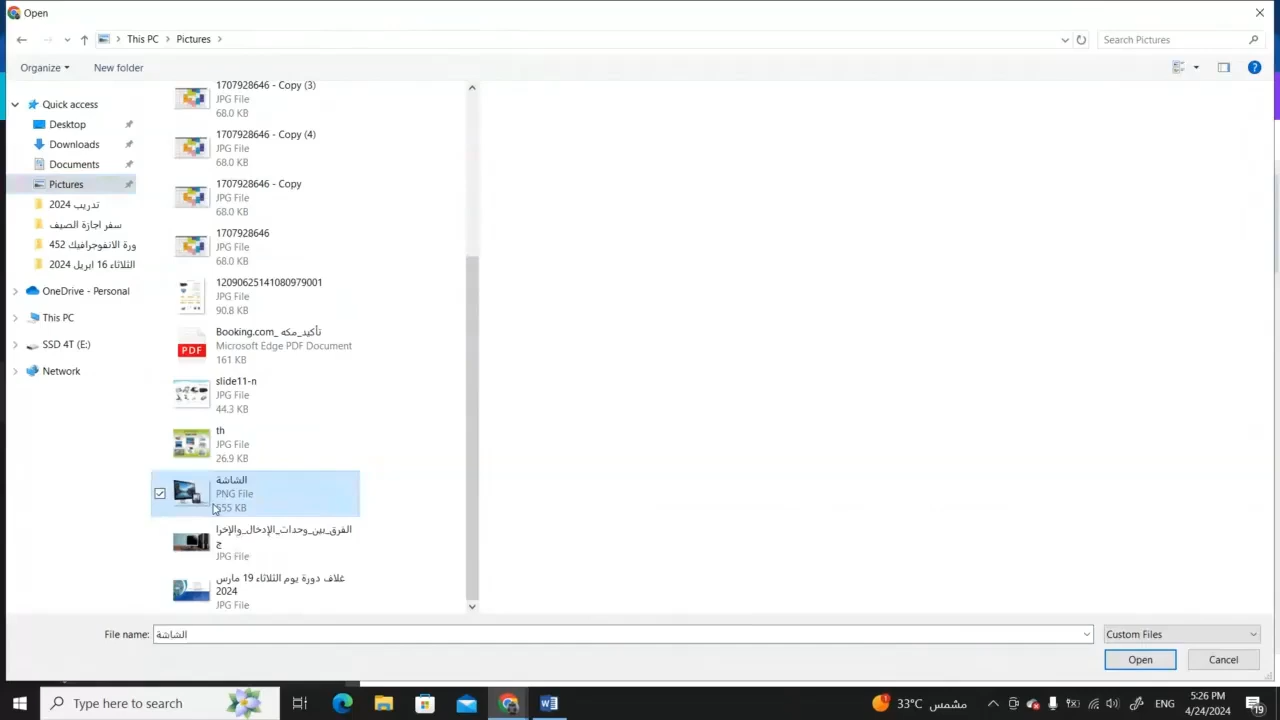 Open
This PC
Pictures
Search Pictures
Organize
New folder
Quick access
Desktop
Downloads
Documents
Pictures
تدريب 2024
سفر اجازة الصيف
ورة الانفوجرافيك 452
الثلاثاء 16 ابريل 2024
OneDrive - Personal
This PC
SSD 4T (E:)
Network
1707928646 - Copy (3)
JPG File
68.0 KB
1707928646 - Copy (4)
JPG File
68.0 KB
1707928646 - Copy
JPG File
68.0 KB
1707928646
JPG File
68.0 KB
12090625141080979001
JPG File
90.8 KB
PDF
Booking.com_ تأكيد_مكه
Microsoft Edge PDF Document
161 KB
slide11-n
JPG File
44.3 KB
th
JPG File
26.9 KB
الشاشة
PNG File
555 KB
الفرق_بين_وحدات_الإدخال_والإخرا
ج
JPG File
غلاف دورة يوم الثلاثاء 19 مارس
2024
JPG File
File name: الشاشة
Custom Files
Open
Cancel
Type here to search
33°C مشمس
ENG
5:26 PM
4/24/2024
19